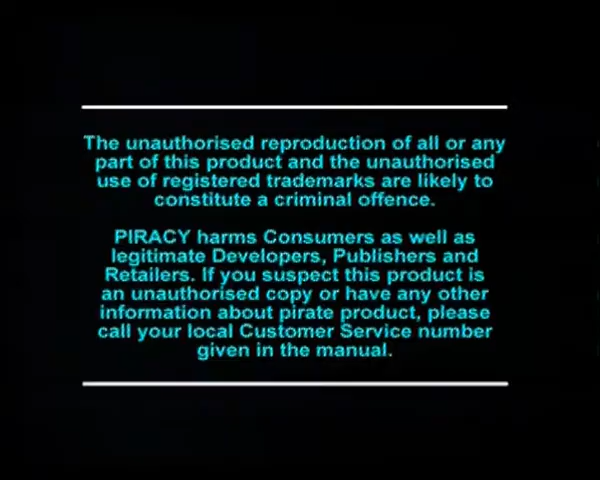 The unauthorised reproduction of all or any
part of this product and the unauthorised
use of registered trademarks are likely to
constitute a criminal offence.
PIRACY harms Consumers as well as
legitimate Developers, Publishers and
Retailers. If you suspect this product is
an unauthorised copy or have any other
information about pirate product, please
call your local Customer Service number
given in the manual.